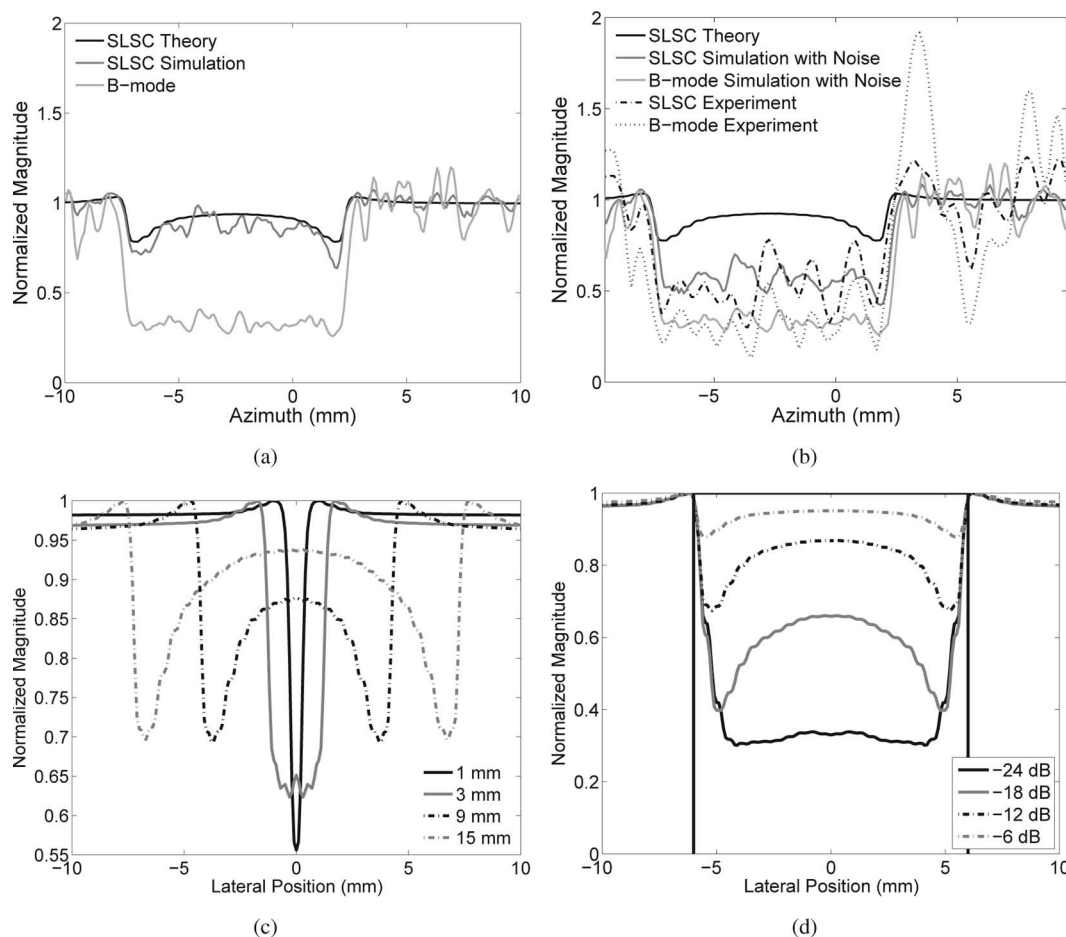 2
1.5
1
0.5
0
Normalized Magnitude
SLSC Theory
SLSC Simulation
B−mode
−10
−5
0
5
10
Azimuth (mm)
(a)
2
1.5
1
0.5
0
Normalized Magnitude
SLSC Theory
SLSC Simulation with Noise
B−mode Simulation with Noise
SLSC Experiment
B−mode Experiment
−5
0
5
Azimuth (mm)
(b)
1
0.95
0.9
0.85
0.8
0.75
0.7
0.65
0.6
0.55
Normalized Magnitude
1 mm
3 mm
9 mm
15 mm
−10
−5
0
5
10
Lateral Position (mm)
(c)
1
0.8
0.6
0.4
0.2
0
Normalized Magnitude
−24 dB
−18 dB
−12 dB
−6 dB
−10
−5
0
5
10
Lateral Position (mm)
(d)